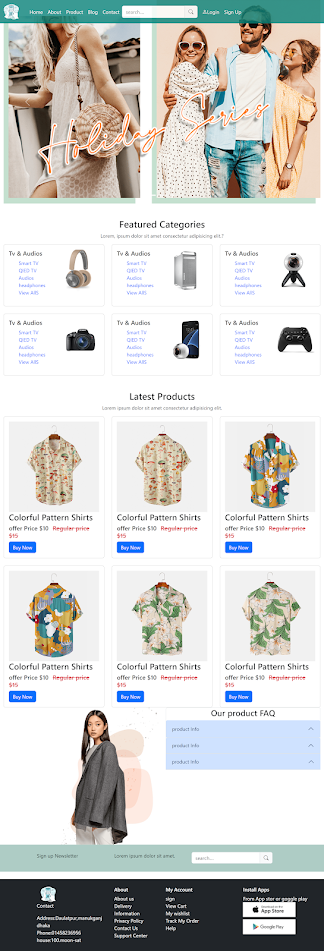 Home About Product Blog Contact search... Login Sign Up
Holiday Series
Featured Categories
Lorem, ipsum dolor sit amet consectetur adipisicing elit.?
Tv & Audios
Smart TV
QIED TV
Audios
headphones
View AllS
Tv & Audios
Smart TV
QIED TV
Audios
headphones
View AllS
Tv & Audios
Smart TV
QIED TV
Audios
headphones
View AllS
Tv & Audios
Smart TV
QIED TV
Audios
headphones
View AllS
Tv & Audios
Smart TV
QIED TV
Audios
headphones
View AllS
Tv & Audios
Smart TV
QIED TV
Audios
headphones
View AllS
Latest Products
Lorem ipsum dolor sit amet consectetur adipisicing elit.
Colorful Pattern Shirts
offer Price $10 Regular price
$15
Buy Now
Colorful Pattern Shirts
offer Price $10 Regular price
$15
Buy Now
Colorful Pattern Shirts
offer Price $10 Regular price
$15
Buy Now
Colorful Pattern Shirts
offer Price $10 Regular price
$15
Buy Now
Colorful Pattern Shirts
offer Price $10 Regular price
$15
Buy Now
Colorful Pattern Shirts
offer Price $10 Regular price
$15
Buy Now
Our product FAQ
product Info
product Info
product Info
Sign up Newsletter
Lorem ipsum dolor sit amet.
search...
Contact
Address:Daulatpur,manukganj
dhaka
Phone:01458236956
house:100.moon-sat
About
About us
Delivery
Information
Privacy Policy
Contact Us
Support Center
My Account
sign
View Cart
My wishlist
Track My Order
Help
Install Apps
From App ster or goggle play
App Store
Google Play